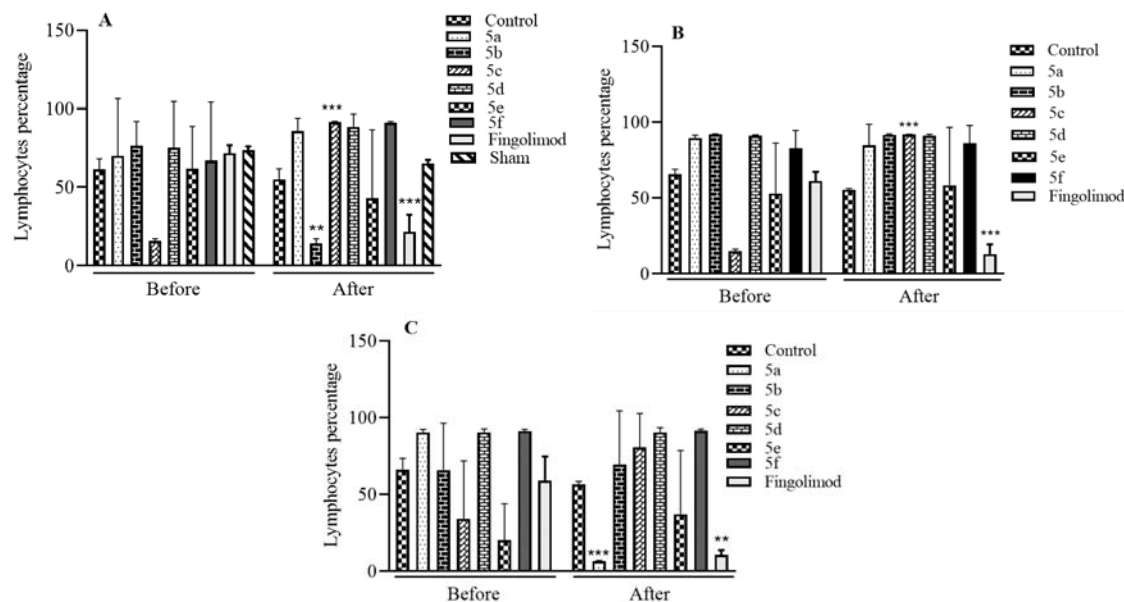 A
Lymphocytes percentage
150
100
50
0
***
**
***
Before
After
Control
5a
5b
5c
5d
5e
5f
Fingolimod
Sham
B
Lymphocytes percentage
150
100
50
0
***
***
Before
After
Control
5a
5b
5c
5d
5e
5f
Fingolimod
C
Lymphocytes percentage
150
100
50
0
***
**
Before
After
Control
5a
5b
5c
5d
5e
5f
Fingolimod